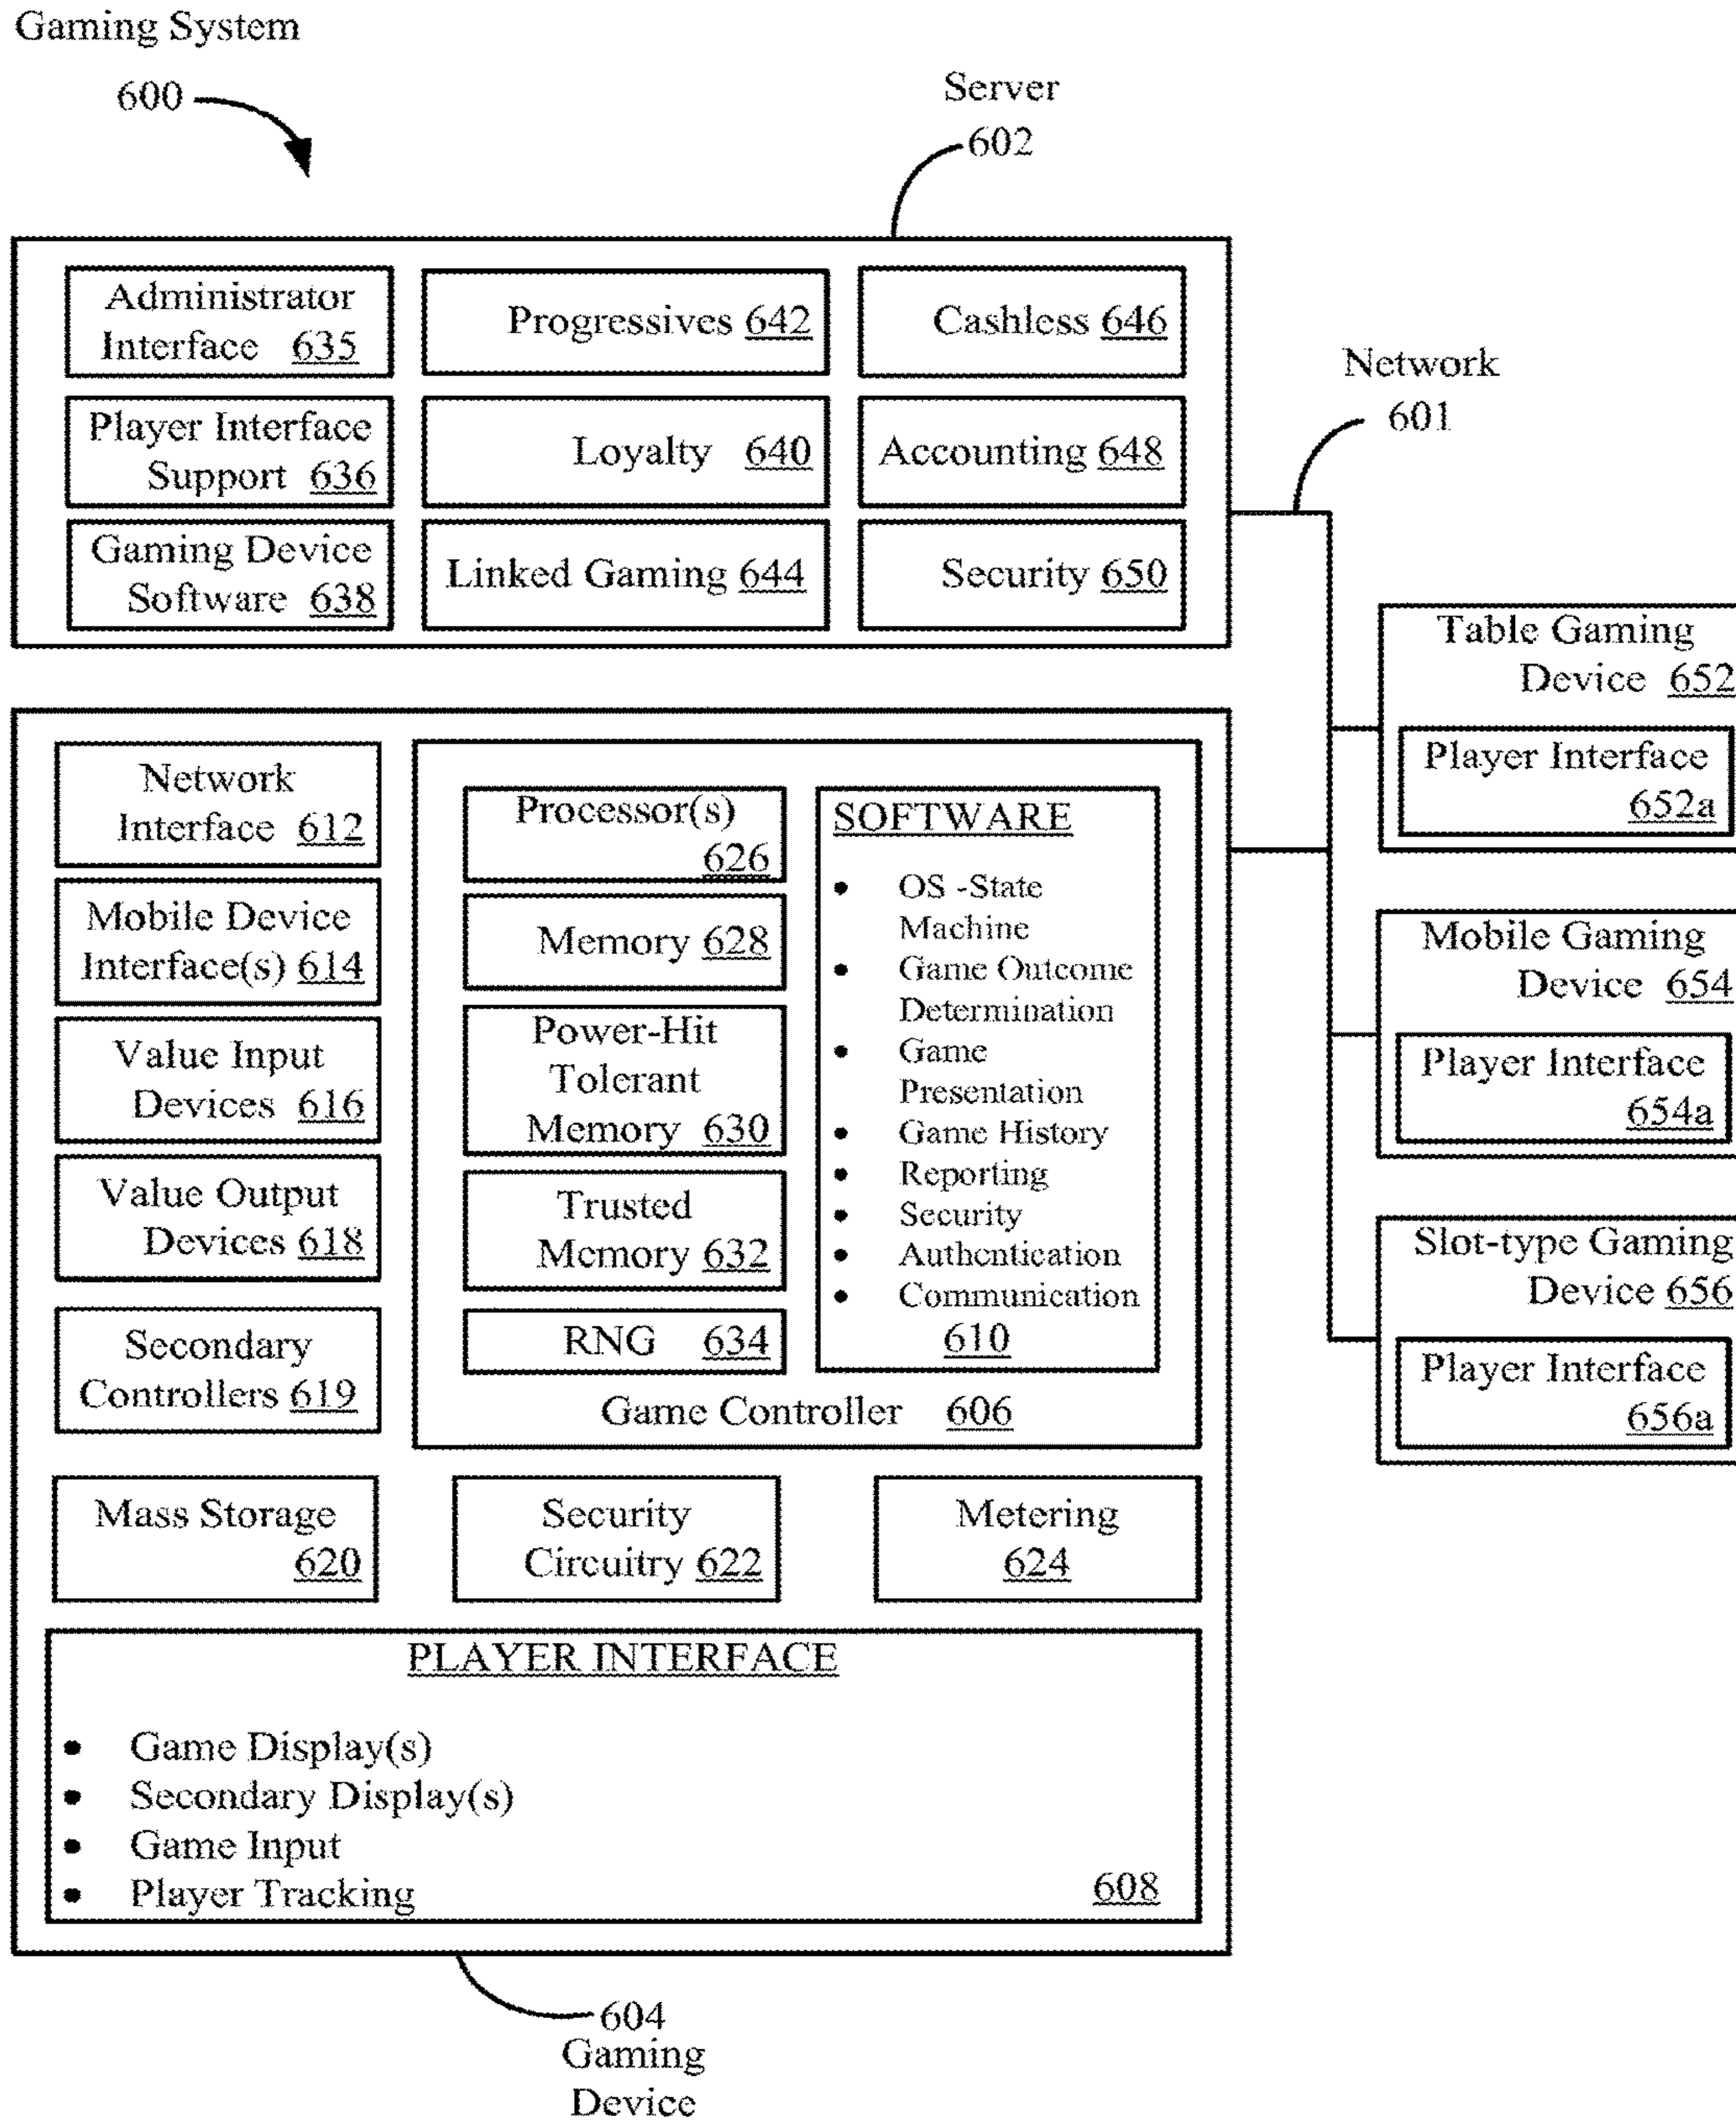 Gaming System
600
Server
602
Administrator
Interface 635
Progressives 642
Cashless 646
Player Interface
Support 636
Loyalty 640
Accounting 648
Gaming Device
Software 638
Linked Gaming 644
Security 650
Network
601
Table Gaming
Device 652
Player Interface
652a
Mobile Gaming
Device 654
Player Interface
654a
Slot-type Gaming
Device 656
Player Interface
656a
Network
Interface 612
Mobile Device
Interface(s) 614
Value Input
Devices 616
Value Output
Devices 618
Secondary
Controllers 619
Processor(s)
626
Memory 628
Power-Hit
Tolerant
Memory 630
Trusted
Memory 632
RNG 634
SOFTWARE
• OS -State
Machine
• Game Outcome
Determination
• Game
Presentation
• Game History
• Reporting
• Security
• Authentication
• Communication
610
Game Controller 606
Mass Storage
620
Security
Circuitry 622
Metering
624
PLAYER INTERFACE
• Game Display(s)
• Secondary Display(s)
• Game Input
• Player Tracking
608
604
Gaming
Device